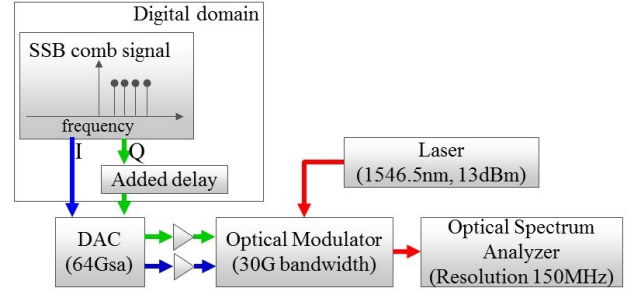 Digital domain
SSB comb signal
frequency
I
Q
Added delay
Laser
(1546.5nm, 13dBm)
DAC
(64Gsa)
Optical Modulator
(30G bandwidth)
Optical Spectrum
Analyzer
(Resolution 150MHz)